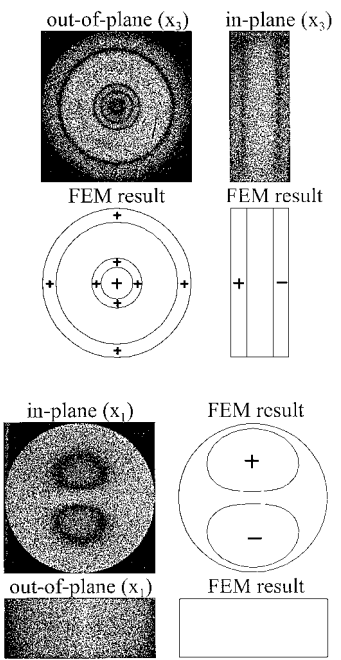 out-of-plane (x3) in-plane (x3)
FEM result FEM result
+
+ + +
+ + + + + −
+
+
in-plane (x1) FEM result
+
−
out-of-plane (x1) FEM result